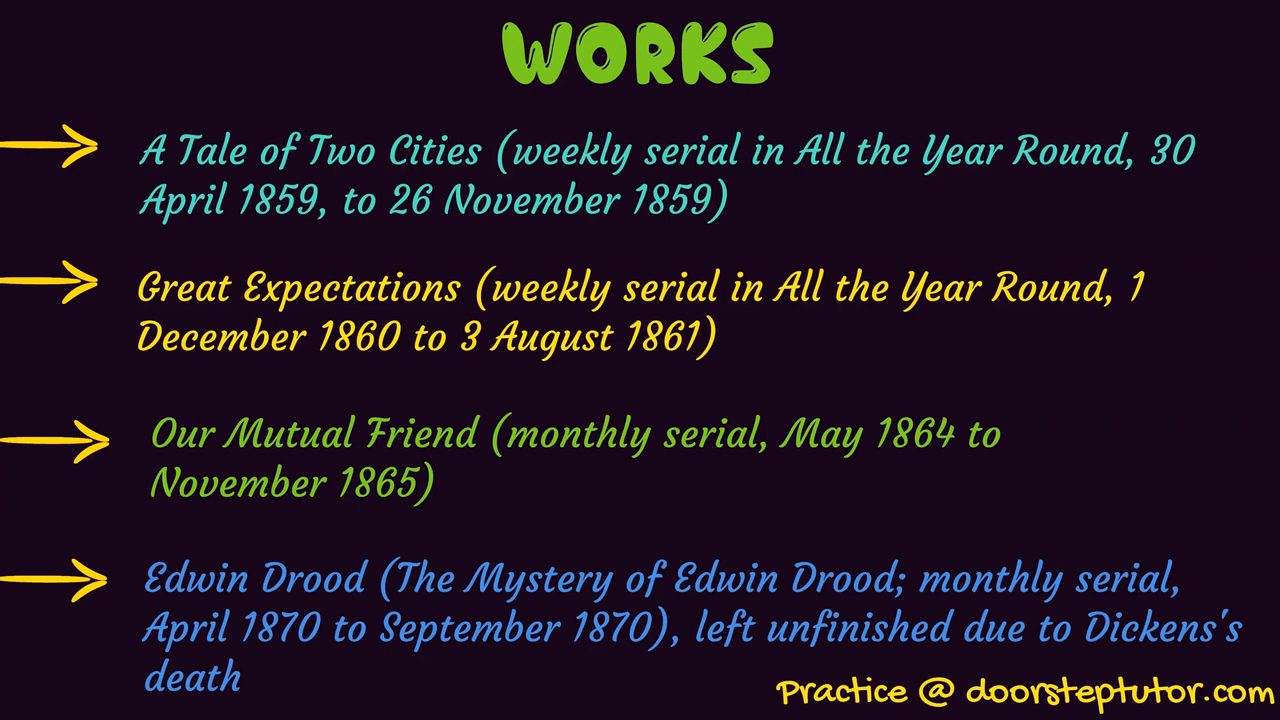 WORKS
A Tale of Two Cities (weekly serial in All the Year Round, 30
April 1859, to 26 November 1859)
Great Expectations (weekly serial in All the Year Round, 1
December 1860 to 3 August 1861)
Our Mutual Friend (monthly serial, May 1864 to
November 1865)
Edwin Drood (The Mystery of Edwin Drood; monthly serial,
April 1870 to September 1870), left unfinished due to Dickens's
death
Practice @ doorsteptutor.com